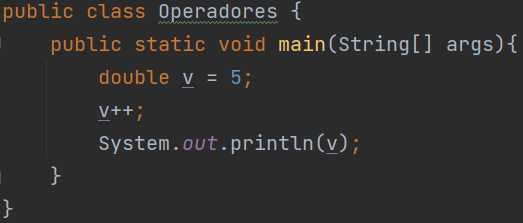 public class Operadores {
    public static void main(String[] args){
        double v = 5;
        v++;
        System.out.println(v);
    }
}